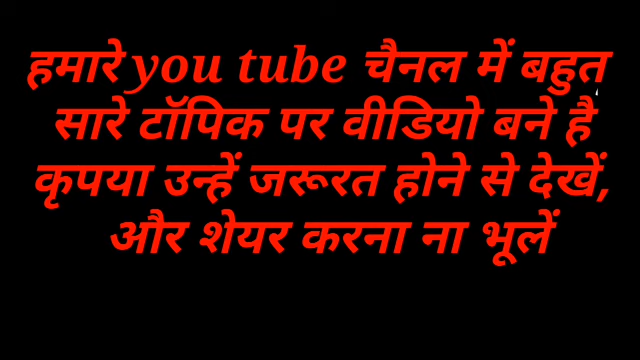 हमारे you tube चैनल में बहुत
सारे टॉपिक पर वीडियो बने है
कृपया उन्हें जरूरत होने से देखें,
और शेयर करना ना भूलें